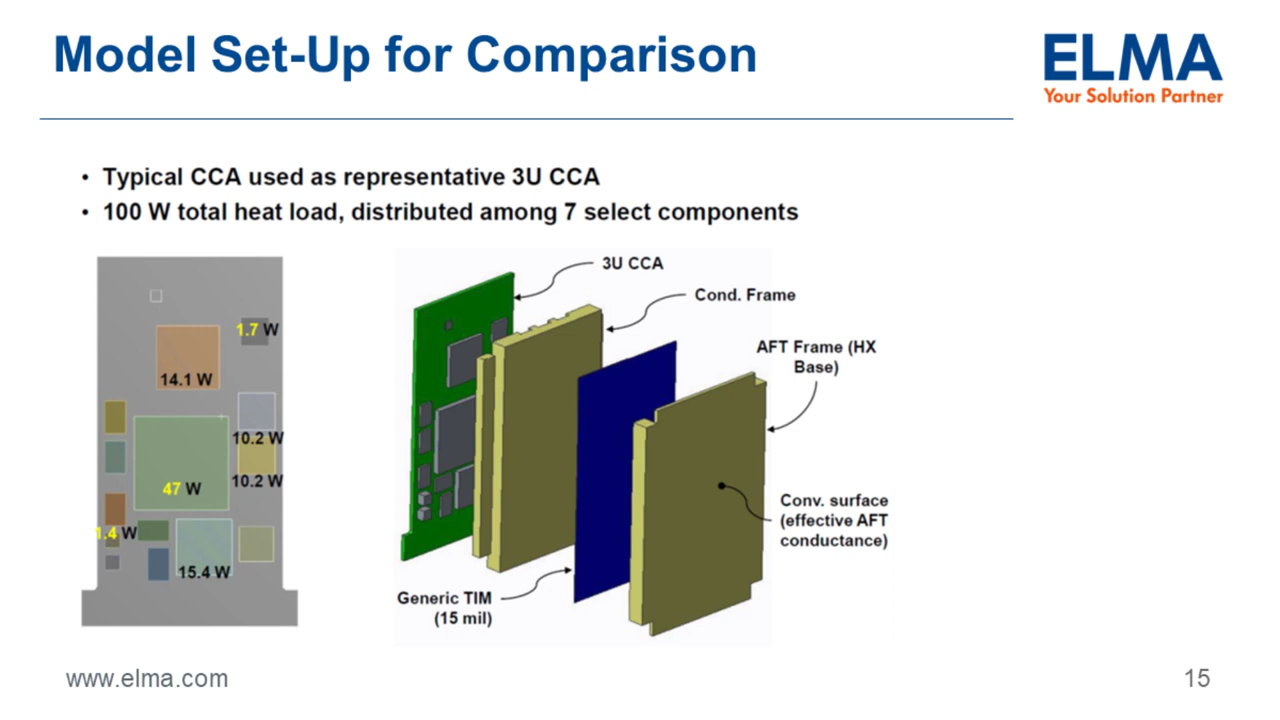 Model Set-Up for Comparison
ELMA
Your Solution Partner
• Typical CCA used as representative 3U CCA
• 100 W total heat load, distributed among 7 select components
1.7 W
14.1 W
10.2 W
10.2 W
47 W
1.4 W
15.4 W
3U CCA
Cond. Frame
AFT Frame (HX
Base)
Conv. surface
(effective AFT
conductance)
Generic TIM
(15 mil)
www.elma.com
15